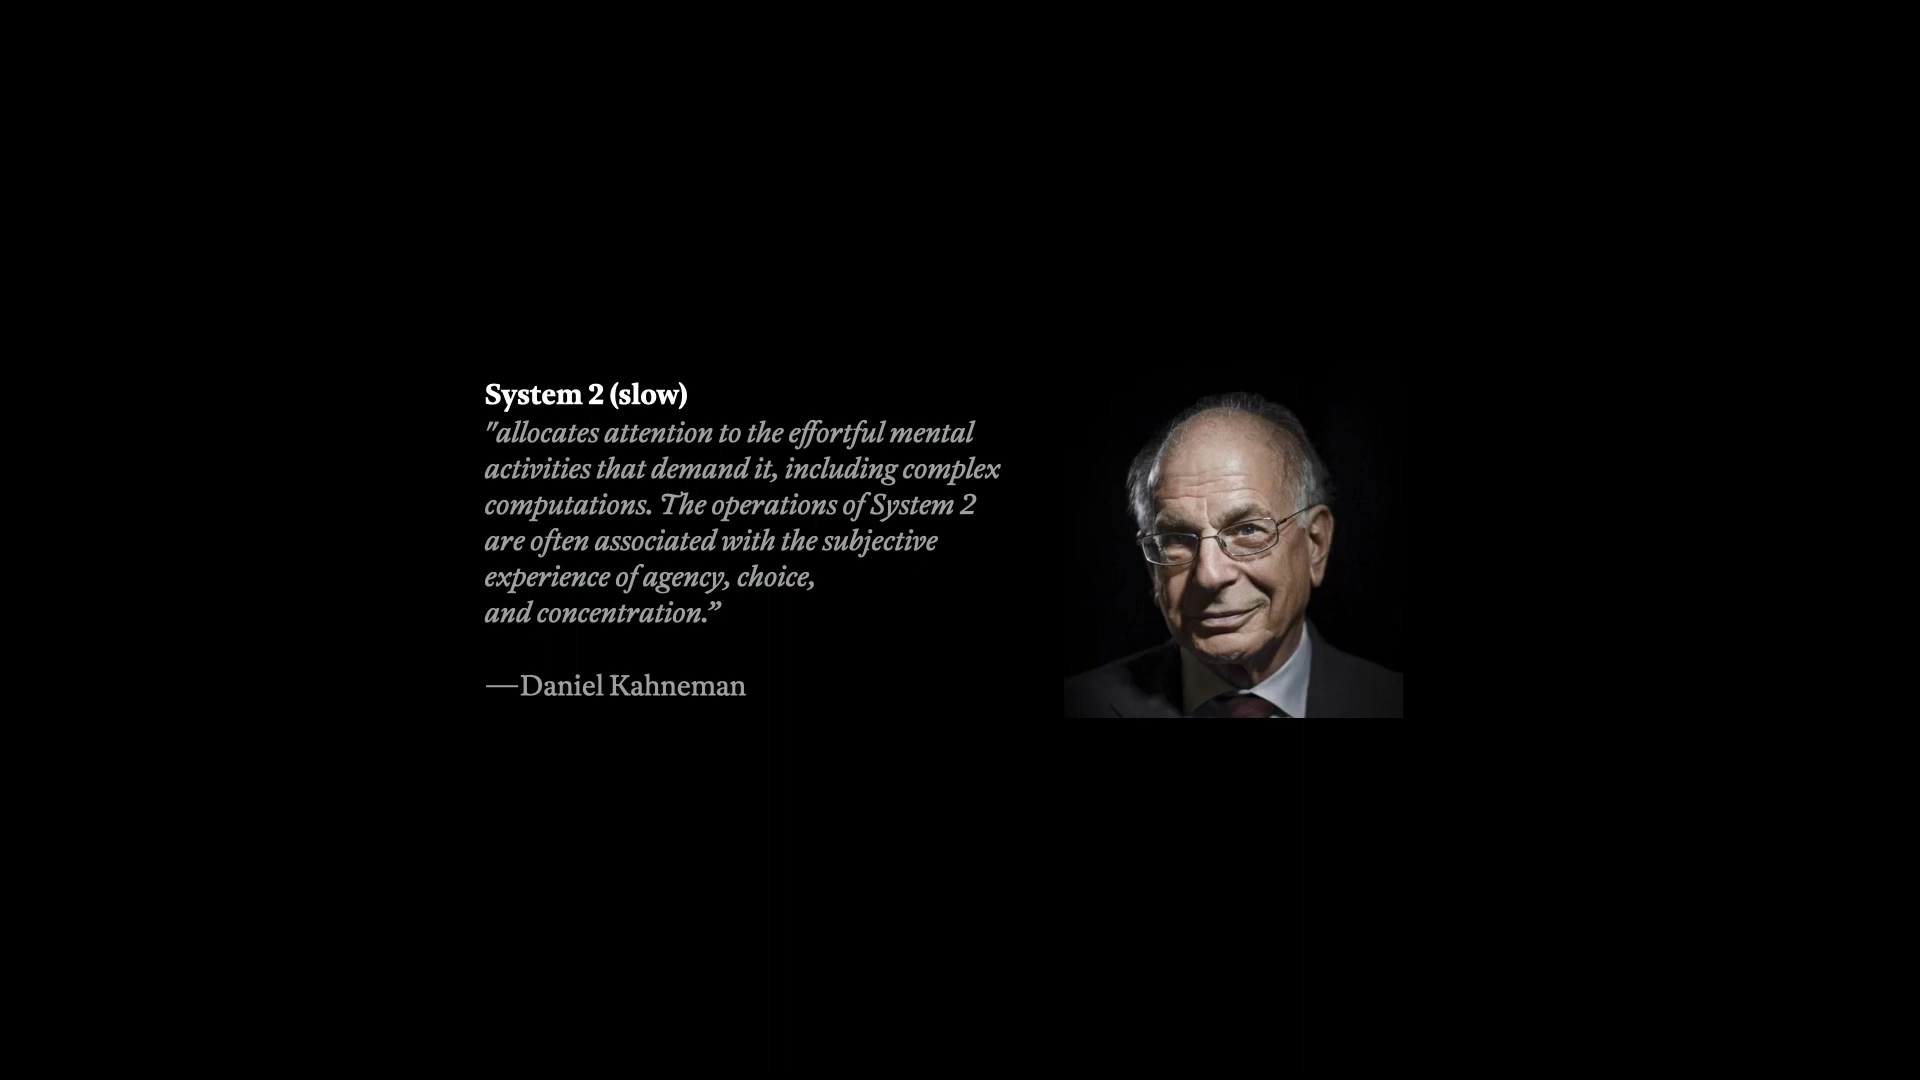 System 2 (slow)
"allocates attention to the effortful mental
activities that demand it, including complex
computations. The operations of System 2
are often associated with the subjective
experience of agency, choice,
and concentration.”
—Daniel Kahneman